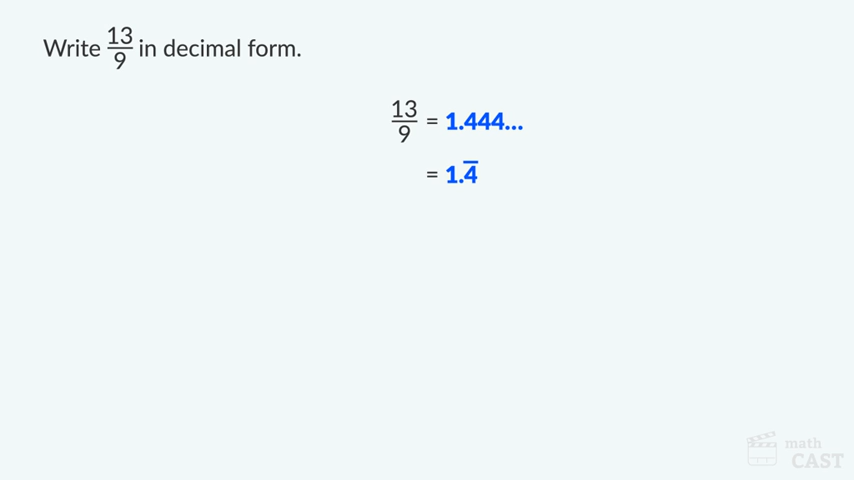 Write 13/9 in decimal form.
13/9 = 1.444...
= 1.4̅
math
CAST